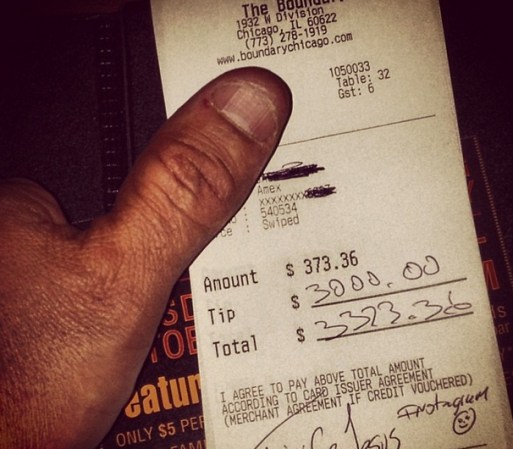 The
1932 W Division
Chicago, IL 60622
(773) 278-1919
www.boundarychicago.com
1050033
Table: 32
Gst: 6
Amex
540534
Swiped
Amount $ 373.36
Tip $ 3000.00
Total $ 3373.36
I AGREE TO PAY ABOVE TOTAL AMOUNT
ACCORDING TO CARD ISSUER AGREEMENT
(MERCHANT AGREEMENT IF CREDIT VOUCHERED)
Instagram
Jesus
ONLY $5